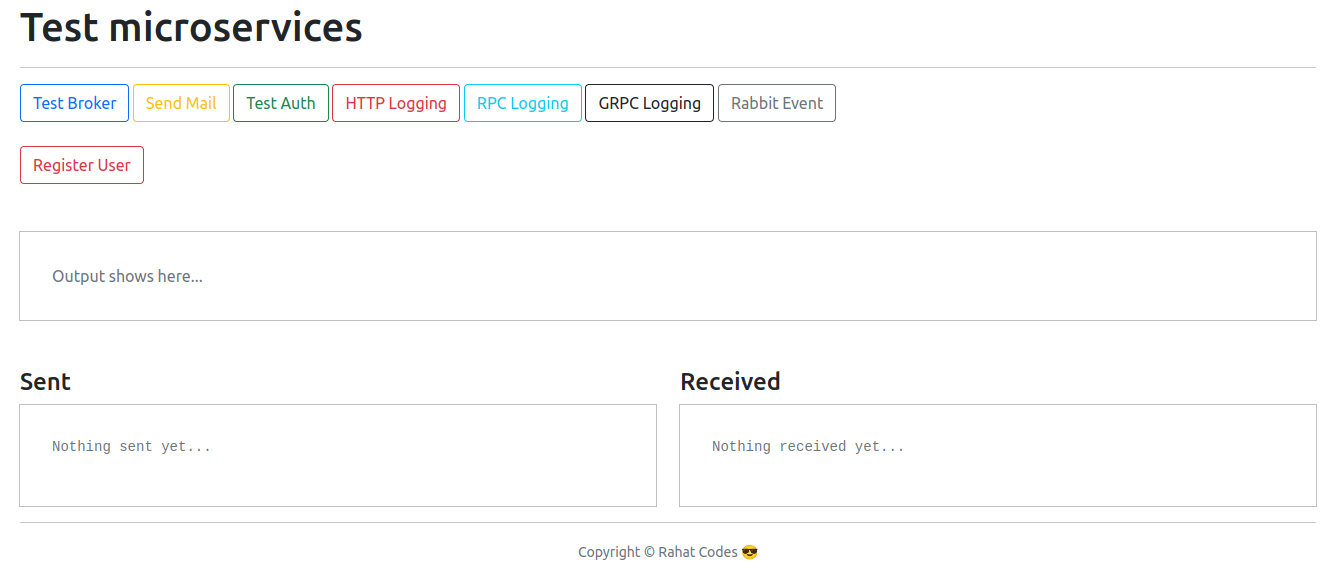 Test microservices
Test Broker Send Mail Test Auth HTTP Logging RPC Logging GRPC Logging Rabbit Event
Register User
Output shows here...
Sent
Received
Nothing sent yet...
Nothing received yet...
Copyright © Rahat Codes 😎